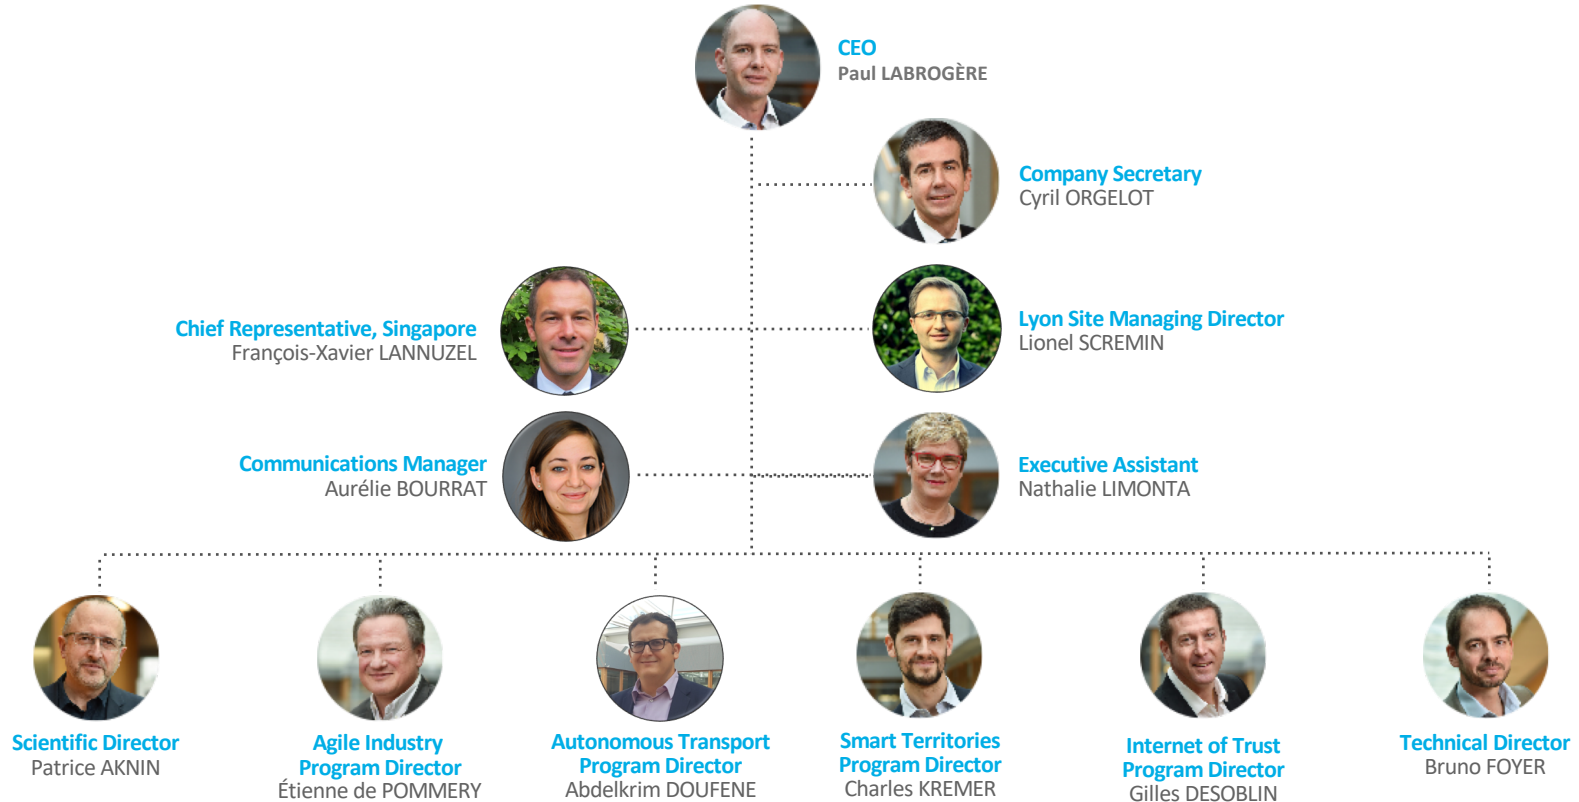 CEO
Paul LABROGÈRE
Company Secretary
Cyril ORGELOT
Chief Representative, Singapore
François-Xavier LANNUZEL
Lyon Site Managing Director
Lionel SCREMIN
Communications Manager
Aurélie BOURRAT
Executive Assistant
Nathalie LIMONTA
Scientific Director
Patrice AKNIN
Agile Industry
Program Director
Étienne de POMMERY
Autonomous Transport
Program Director
Abdelkrim DOUFENE
Smart Territories
Program Director
Charles KREMER
Internet of Trust
Program Director
Gilles DESOBLIN
Technical Director
Bruno FOYER